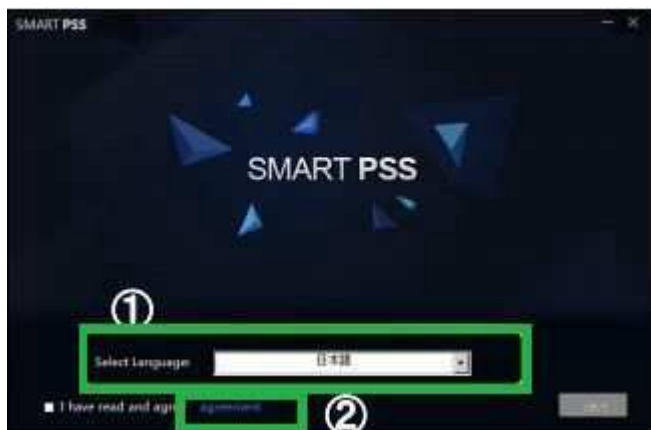 SMART PSS
SMART PSS
①
Select Language: 日本語
I have read and agr agreement
②